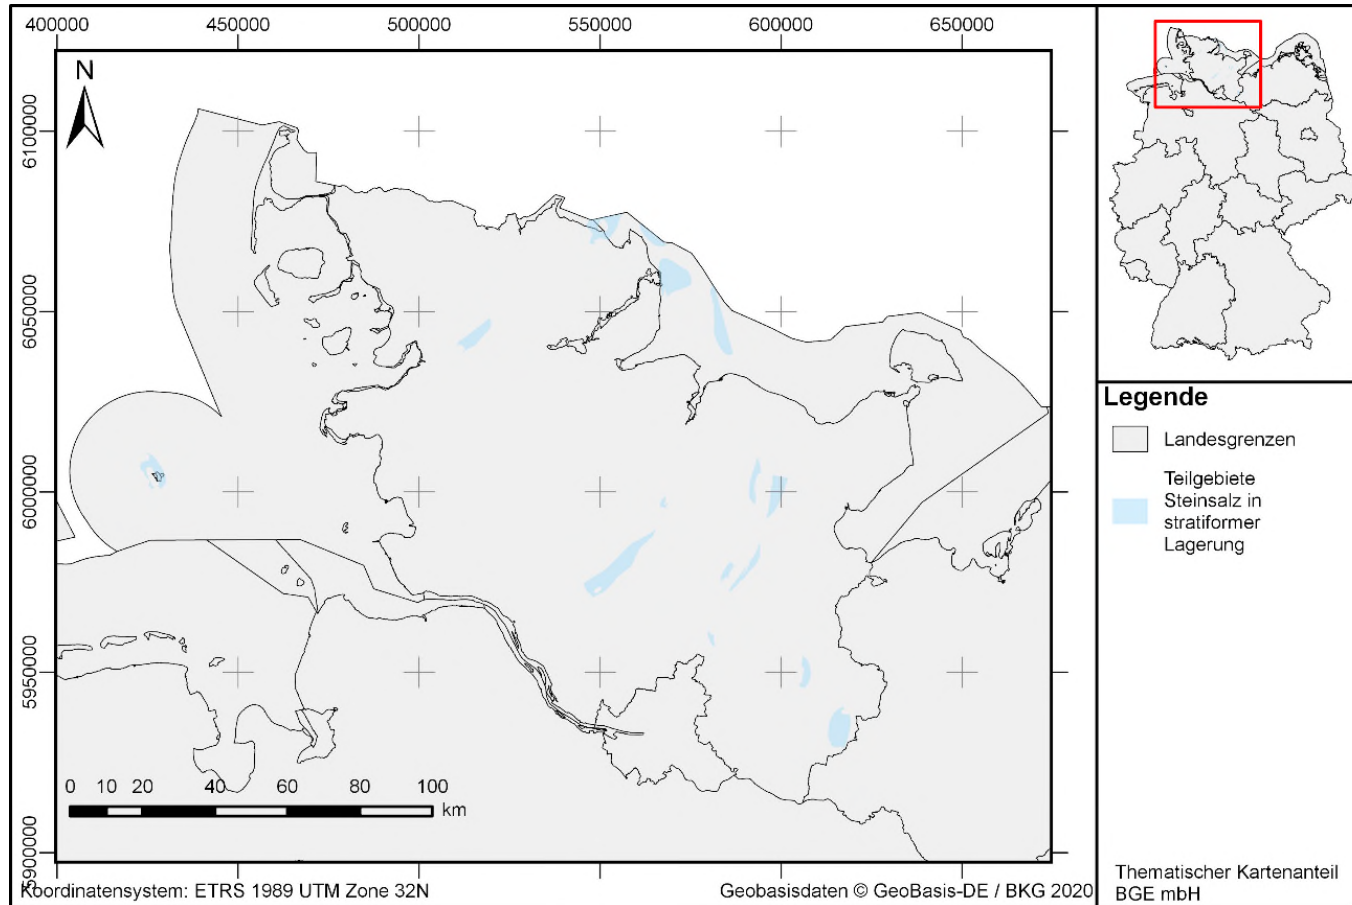 400000
450000
500000
550000
600000
650000
N
6100000
6050000
6000000
5950000
5900000
0 10 20 40 60 80 100
km
Koordinatensystem: ETRS 1989 UTM Zone 32N
Geobasisdaten © GeoBasis-DE / BKG 2020
Legende
Landesgrenzen
Teilgebiete
Steinsalz in
stratiformer
Lagerung
Thematischer Kartenanteil
BGE mbH